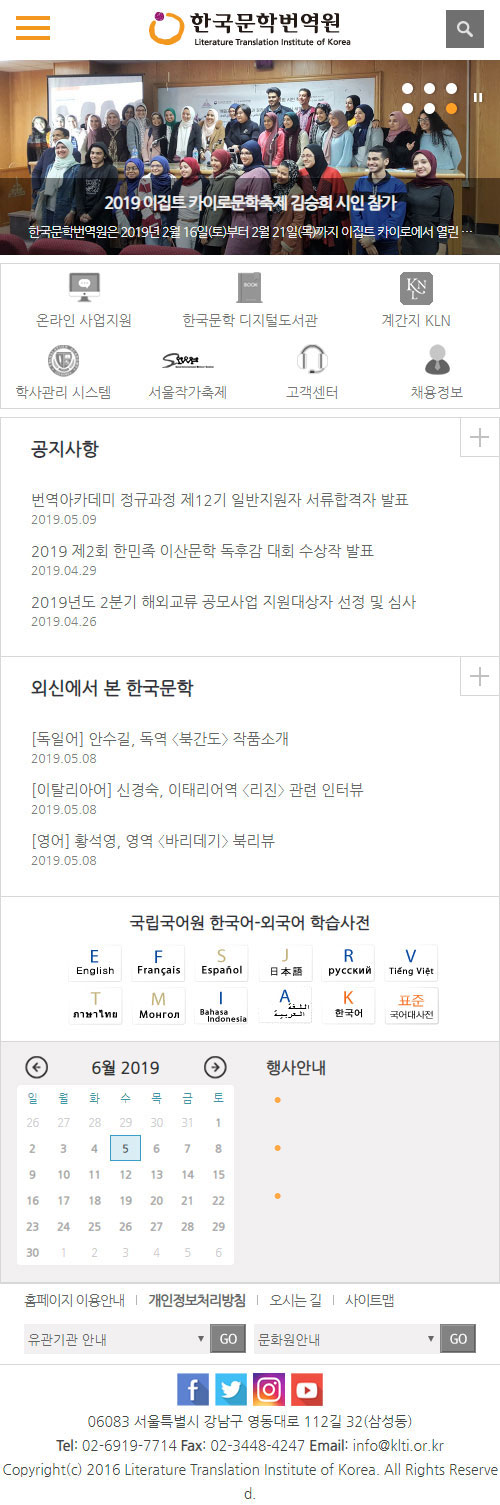 한국문학번역원
Literature Translation Institute of Korea
2019 이집트 카이로문학축제 김승희 시인 참가
한국문학번역원은 2019년 2월 16일(토)부터 2월 21일(목)까지 이집트 카이로에서 열린 …
BOOK
KLN
온라인 사업지원 한국문학 디지털도서관 계간지 KLN
학사관리 시스템 서울작가축제 고객센터 채용정보
공지사항
번역아카데미 정규과정 제12기 일반지원자 서류합격자 발표
2019.05.09
2019 제2회 한민족 이산문학 독후감 대회 수상작 발표
2019.04.29
2019년도 2분기 해외교류 공모사업 지원대상자 선정 및 심사
2019.04.26
외신에서 본 한국문학
[독일어] 안수길, 독역 〈북간도〉 작품소개
2019.05.08
[이탈리아어] 신경숙, 이태리어역 〈리진〉 관련 인터뷰
2019.05.08
[영어] 황석영, 영역 〈바리데기〉 북리뷰
2019.05.08
국립국어원 한국어-외국어 학습사전
E F S J R V
English Français Español 日本語 русский Tiếng Việt
T M I A K 표준
ภาษาไทย Монгол Bahasa Indonesia اللغة العربية 한국어 국어대사전
6월 2019 행사안내
일 월 화 수 목 금 토
26 27 28 29 30 31 1
2 3 4 5 6 7 8
9 10 11 12 13 14 15
16 17 18 19 20 21 22
23 24 25 26 27 28 29
30 1 2 3 4 5 6
홈페이지 이용안내 | 개인정보처리방침 | 오시는 길 | 사이트맵
유관기관 안내 GO 문화원안내 GO
06083 서울특별시 강남구 영동대로 112길 32(삼성동)
Tel: 02-6919-7714 Fax: 02-3448-4247 Email: info@klti.or.kr
Copyright(c) 2016 Literature Translation Institute of Korea. All Rights Reserve
d.